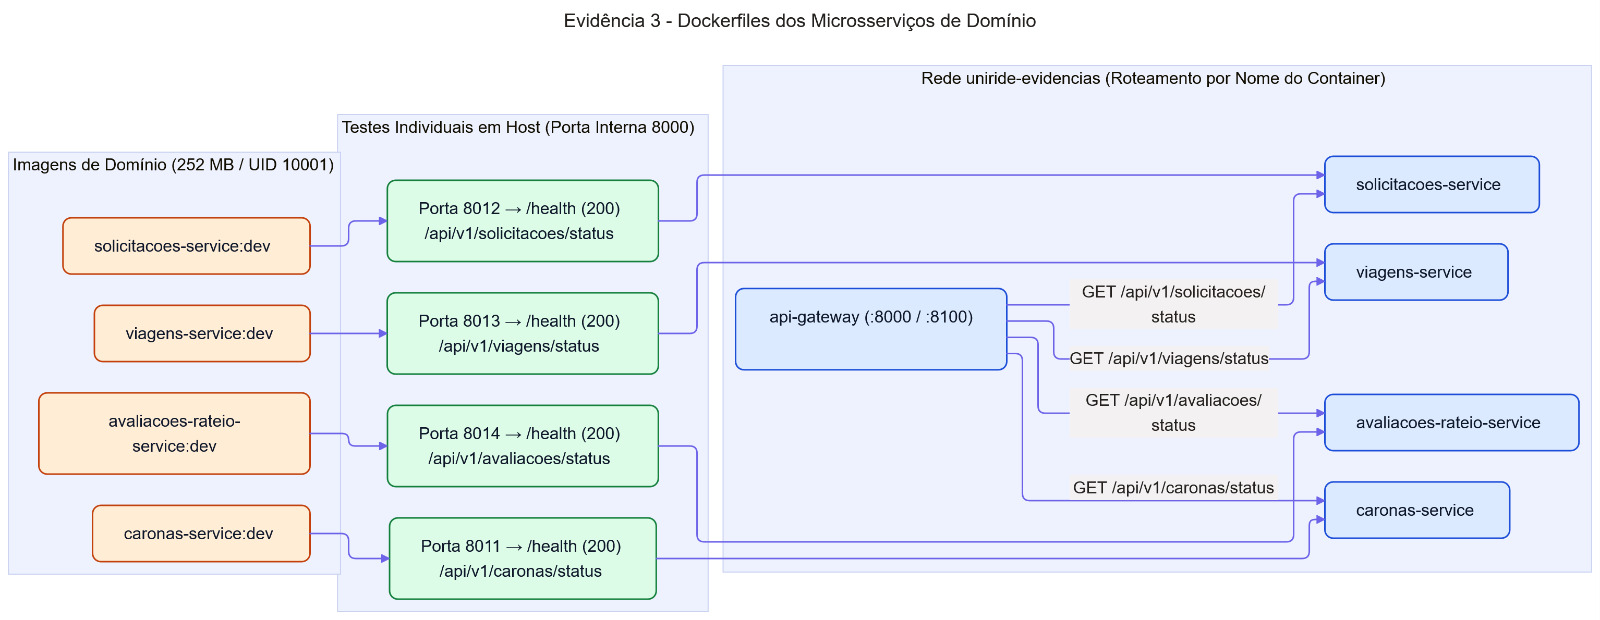 Evidência 3 - Dockerfiles dos Microsserviços de Domínio
Imagens de Domínio (252 MB / UID 10001)
solicitacoes-service:dev
viagens-service:dev
avaliacoes-rateio-
service:dev
caronas-service:dev
Testes Individuais em Host (Porta Interna 8000)
Porta 8012 → /health (200)
/api/v1/solicitacoes/status
Porta 8013 → /health (200)
/api/v1/viagens/status
Porta 8014 → /health (200)
/api/v1/avaliacoes/status
Porta 8011 → /health (200)
/api/v1/caronas/status
Rede uniride-evidencias (Roteamento por Nome do Container)
api-gateway (:8000 / :8100)
GET /api/v1/solicitacoes/
status
GET /api/v1/viagens/status
GET /api/v1/avaliacoes/
status
GET /api/v1/caronas/status
solicitacoes-service
viagens-service
avaliacoes-rateio-service
caronas-service